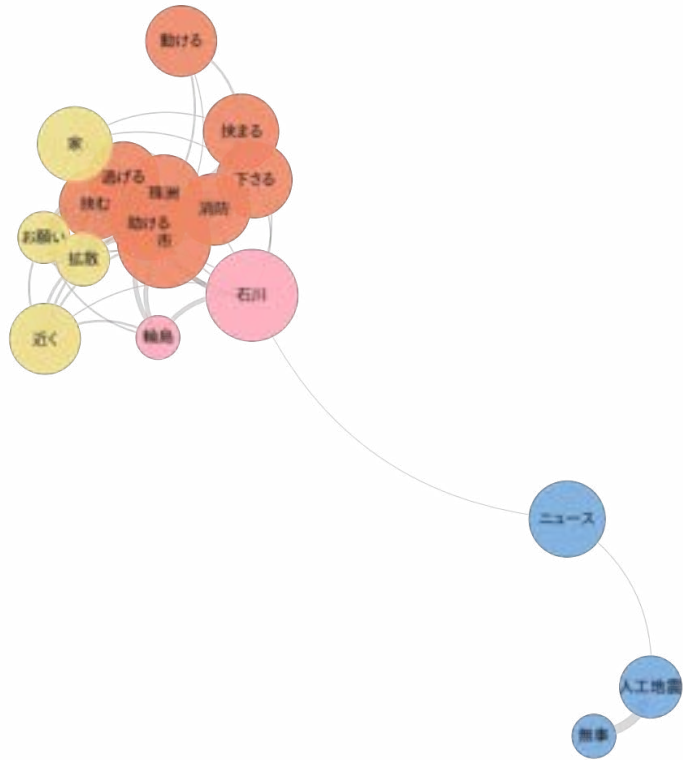 動ける
挟まる
家
逃げる
下さる
珠洲
挟む
消防
助ける
お願い
市
拡散
石川
近く
輪島
ニュース
人工地震
無事